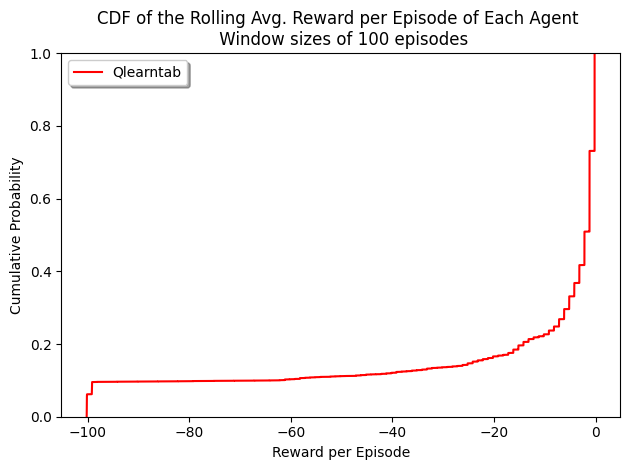 CDF of the Rolling Avg. Reward per Episode of Each Agent
Window sizes of 100 episodes
Qlearntab
1.0
0.8
0.6
0.4
0.2
0.0
Cumulative Probability
−100
−80
−60
−40
−20
0
Reward per Episode